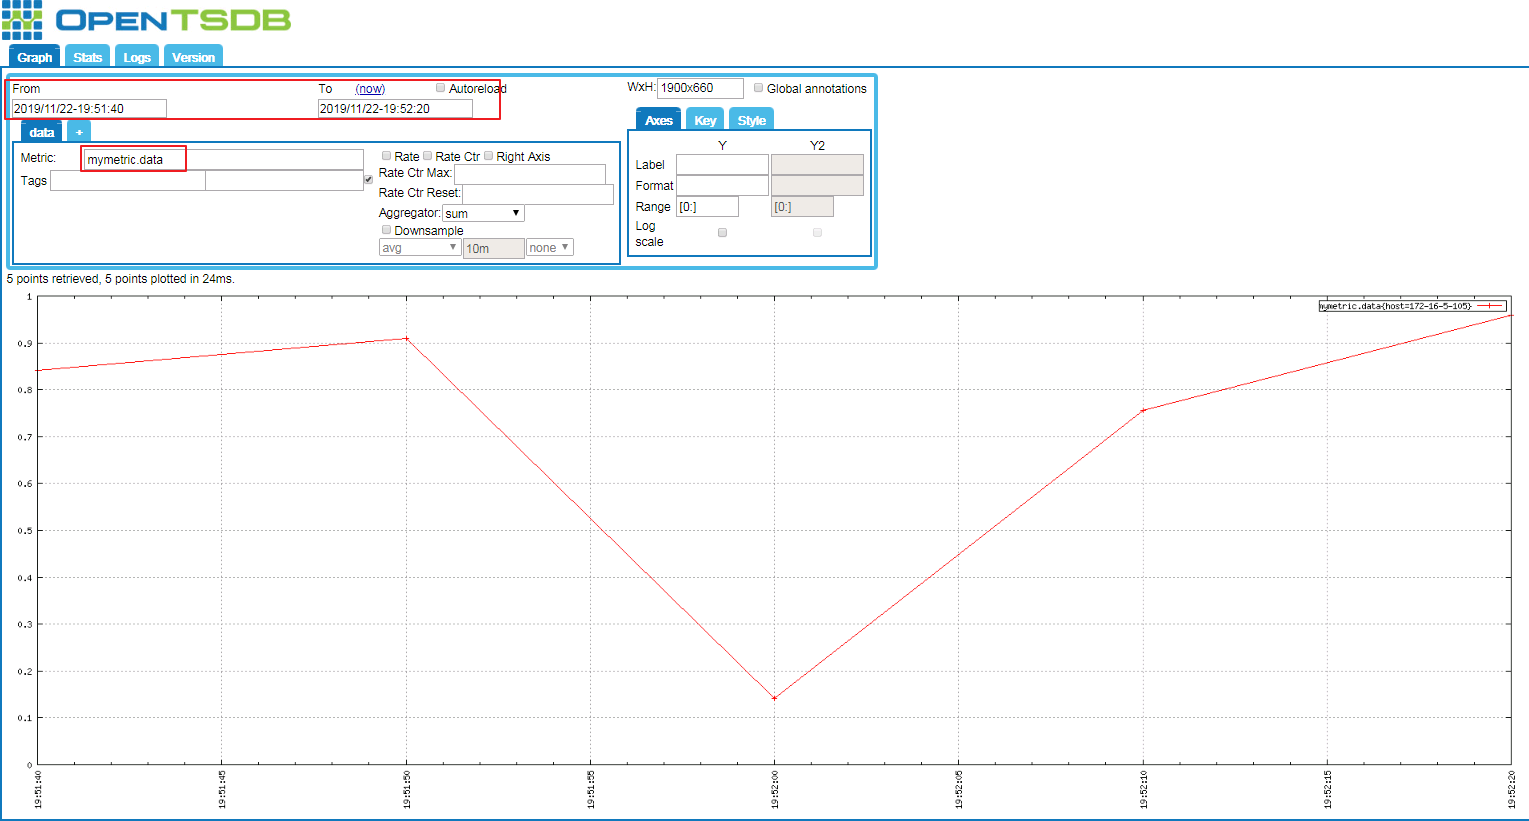 OPENTSDB
Graph Stats Logs Version
From To (now) Autoreload WxH: 1900x660 Global annotations
2019/11/22-19:51:40 2019/11/22-19:52:20
data + Axes Key Style
Metric: mymetric.data Rate Rate Ctr Right Axis Y Y2
Tags Rate Ctr Max: Label
Rate Ctr Reset: Format
Aggregator: sum Range [0:] [0:]
Downsample Log scale
avg 10m none
5 points retrieved, 5 points plotted in 24ms.
mymetric.data{host=172-16-5-105}
1
0.9
0.8
0.7
0.6
0.5
0.4
0.3
0.2
0.1
0
19:51:40 19:51:45 19:51:50 19:51:55 19:52:00 19:52:05 19:52:10 19:52:15 19:52:20